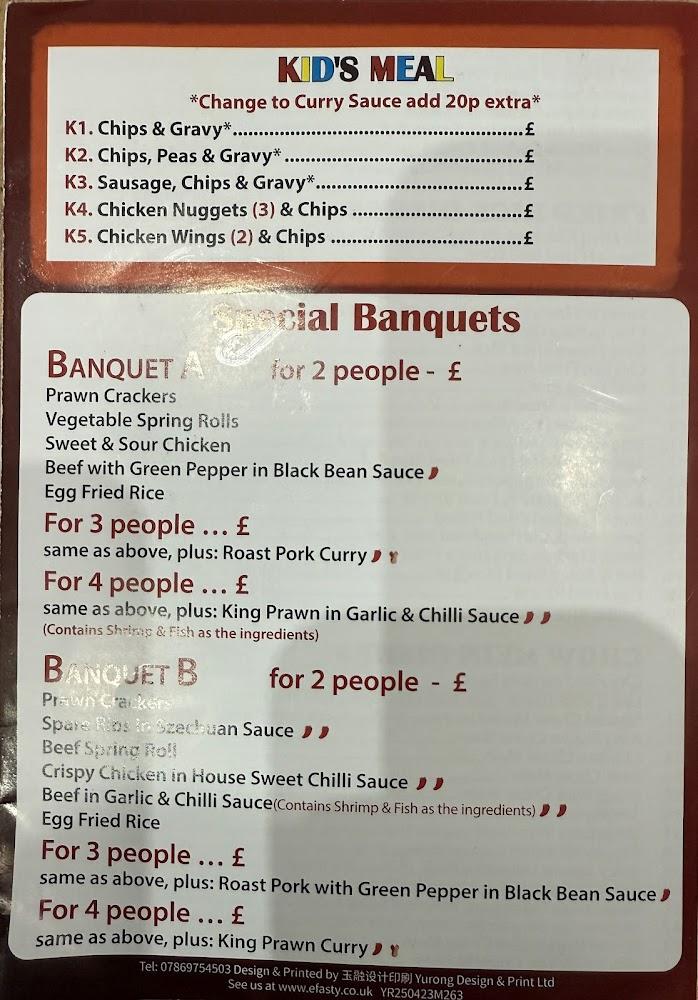 KID'S MEAL
*Change to Curry Sauce add 20p extra*
K1. Chips & Gravy*......................................................£
K2. Chips, Peas & Gravy*............................................£
K3. Sausage, Chips & Gravy*.......................................£
K4. Chicken Nuggets (3) & Chips ................................£
K5. Chicken Wings (2) & Chips ...................................£
Special Banquets
BANQUET A for 2 people - £
Prawn Crackers
Vegetable Spring Rolls
Sweet & Sour Chicken
Beef with Green Pepper in Black Bean Sauce
Egg Fried Rice
For 3 people ... £
same as above, plus: Roast Pork Curry
For 4 people ... £
same as above, plus: King Prawn in Garlic & Chilli Sauce
(Contains Shrimp & Fish as the ingredients)
BANQUET B for 2 people - £
Prawn Crackers
Spare Ribs in Szechuan Sauce
Beef Spring Roll
Crispy Chicken in House Sweet Chilli Sauce
Beef in Garlic & Chilli Sauce(Contains Shrimp & Fish as the ingredients)
Egg Fried Rice
For 3 people ... £
same as above, plus: Roast Pork with Green Pepper in Black Bean Sauce
For 4 people ... £
same as above, plus: King Prawn Curry
Tel: 07869754503 Design & Printed by 玉融设计印刷 Yurong Design & Print Ltd
See us at www.efasty.co.uk YR250423M263